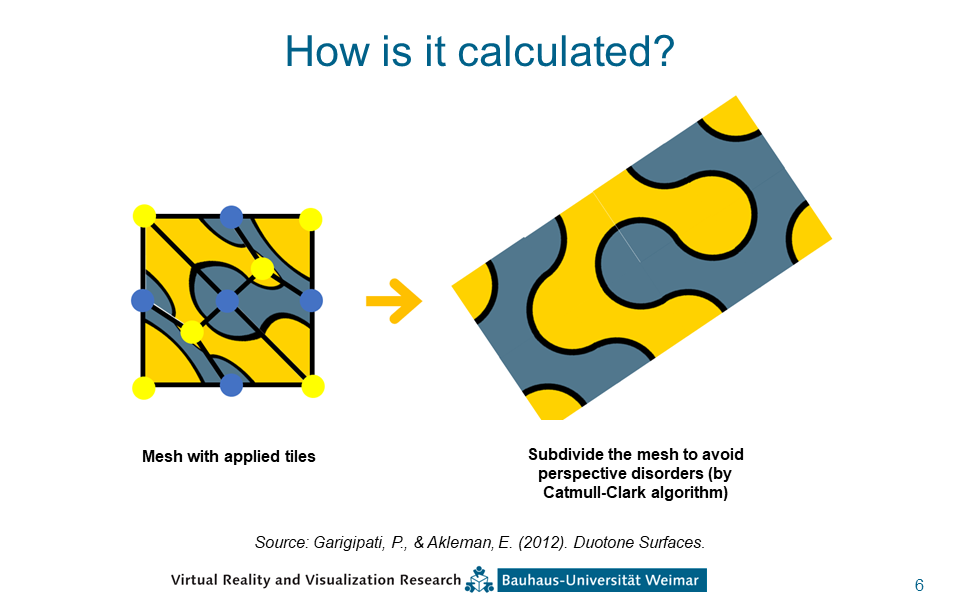 How is it calculated?
Mesh with applied tiles
Subdivide the mesh to avoid
perspective disorders (by
Catmull-Clark algorithm)
Source: Garigipati, P., & Akleman, E. (2012). Duotone Surfaces.
Virtual Reality and Visualization Research Bauhaus-Universität Weimar
6